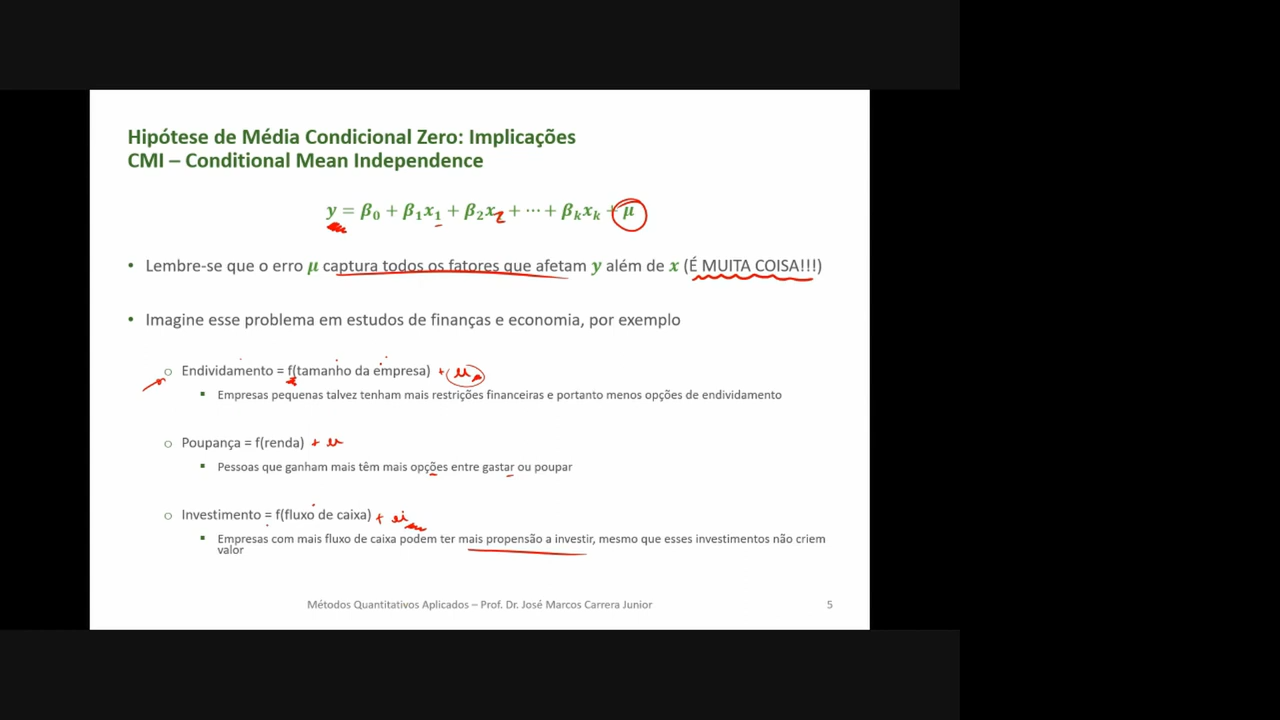 Hipótese de Média Condicional Zero: Implicações
CMI – Conditional Mean Independence
y = β₀ + β₁x₁ + β₂x₂ + ⋯ + βₖxₖ + μ
• Lembre-se que o erro μ captura todos os fatores que afetam y além de x (É MUITA COISA!!!)
• Imagine esse problema em estudos de finanças e economia, por exemplo
o Endividamento = f(tamanho da empresa) + u
▪ Empresas pequenas talvez tenham mais restrições financeiras e portanto menos opções de endividamento
o Poupança = f(renda) + u
▪ Pessoas que ganham mais têm mais opções entre gastar ou poupar
o Investimento = f(fluxo de caixa) +
▪ Empresas com mais fluxo de caixa podem ter mais propensão a investir, mesmo que esses investimentos não criem
valor
Métodos Quantitativos Aplicados – Prof. Dr. José Marcos Carrera Junior 5